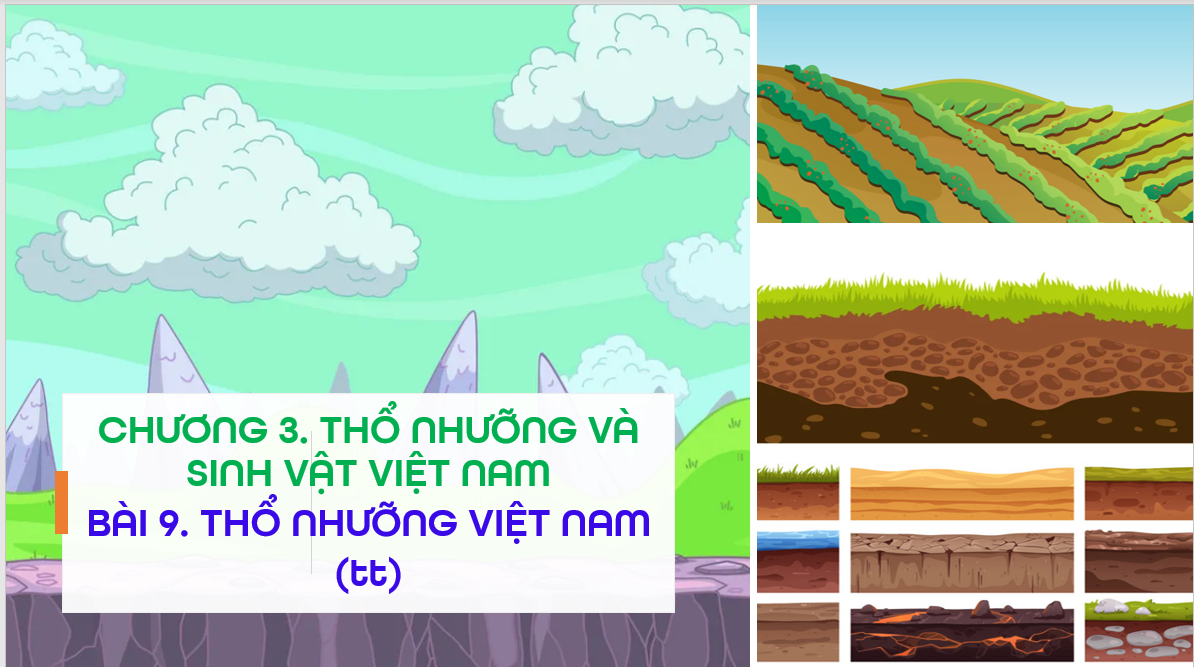 CHƯƠNG 3. THỔ NHƯỠNG VÀ
SINH VẬT VIỆT NAM
BÀI 9. THỔ NHƯỠNG VIỆT NAM
(tt)